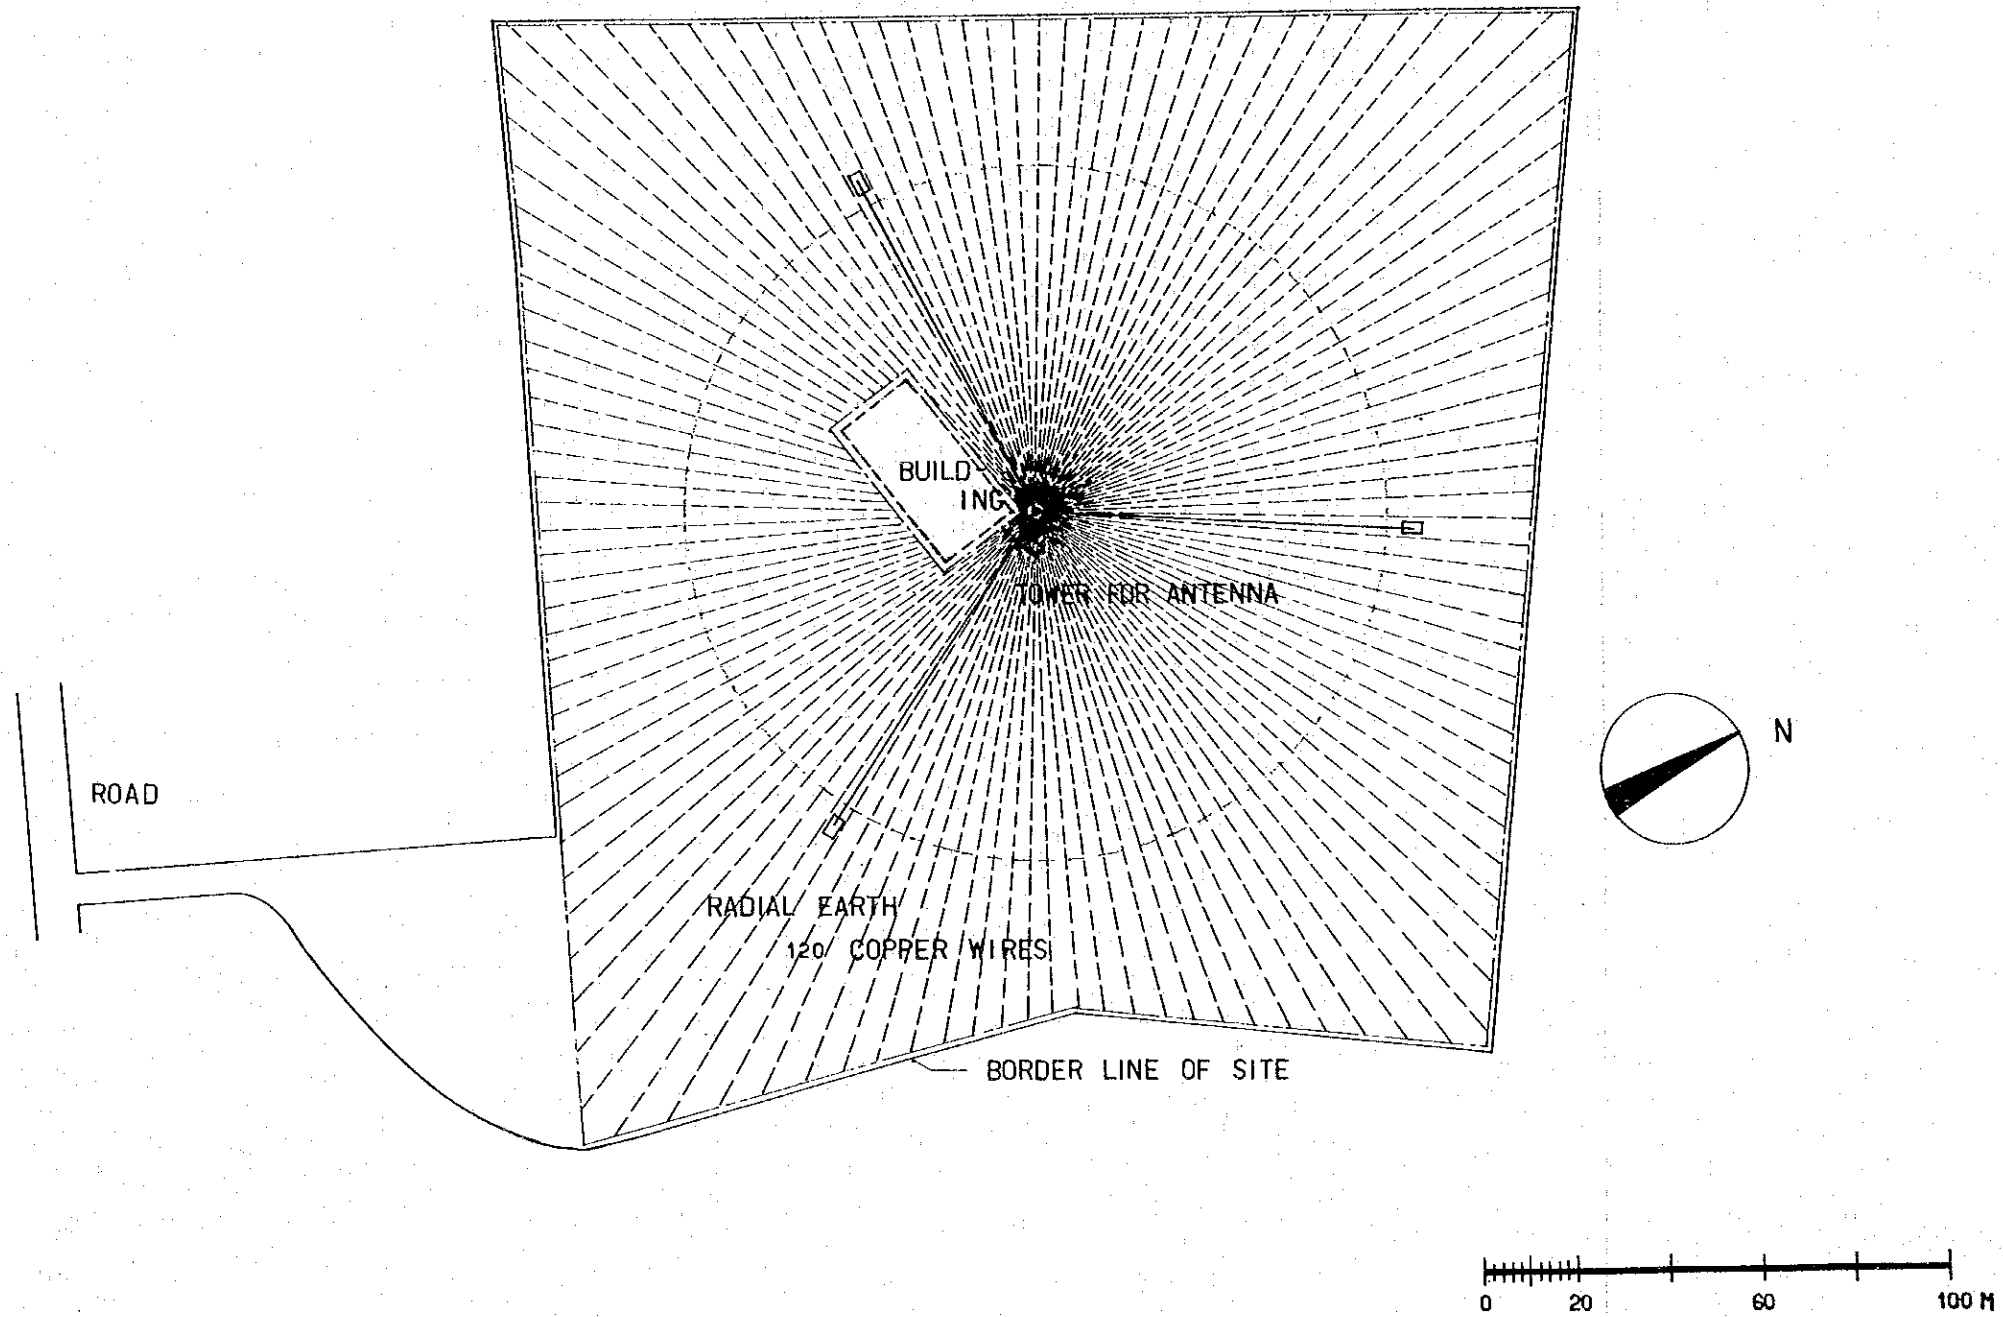 BUILD-
ING
TOWER FOR ANTENNA
N
ROAD
RADIAL EARTH
120 COPPER WIRES
BORDER LINE OF SITE
0 20 60 100 M